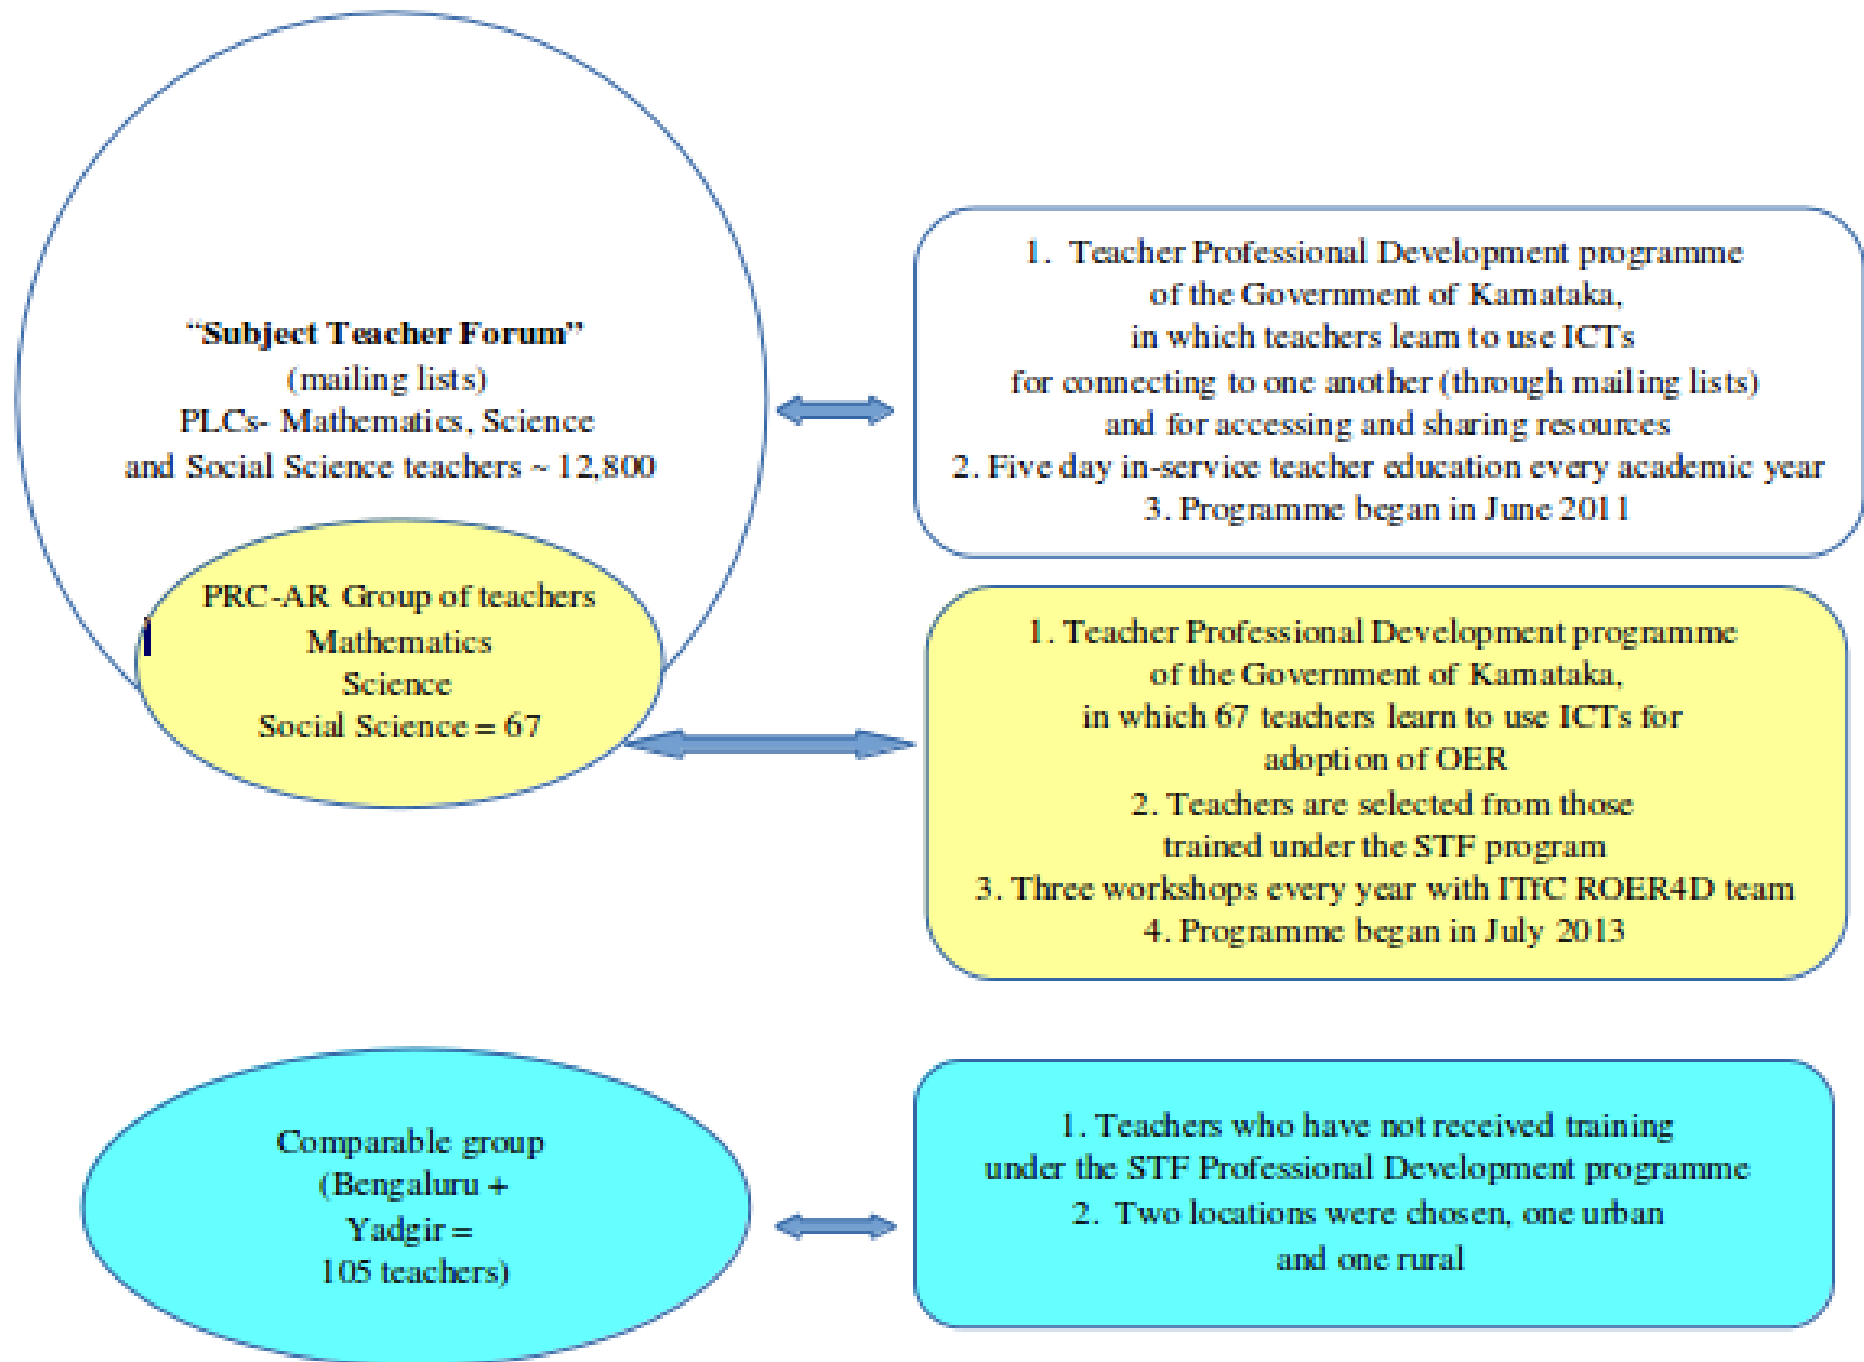 “Subject Teacher Forum”
(mailing lists)
PLCs- Mathematics, Science
and Social Science teachers ~ 12,800
1. Teacher Professional Development programme
of the Government of Karnataka,
in which teachers learn to use ICTs
for connecting to one another (through mailing lists)
and for accessing and sharing resources
2. Five day in-service teacher education every academic year
3. Programme began in June 2011
PRC-AR Group of teachers
Mathematics
Science
Social Science = 67
1. Teacher Professional Development programme
of the Government of Karnataka,
in which 67 teachers learn to use ICTs for
adoption of OER
2. Teachers are selected from those
trained under the STF program
3. Three workshops every year with ITfC ROER4D team
4. Programme began in July 2013
Comparable group
(Bengaluru +
Yadgir =
105 teachers)
1. Teachers who have not received training
under the STF Professional Development programme
2. Two locations were chosen, one urban
and one rural